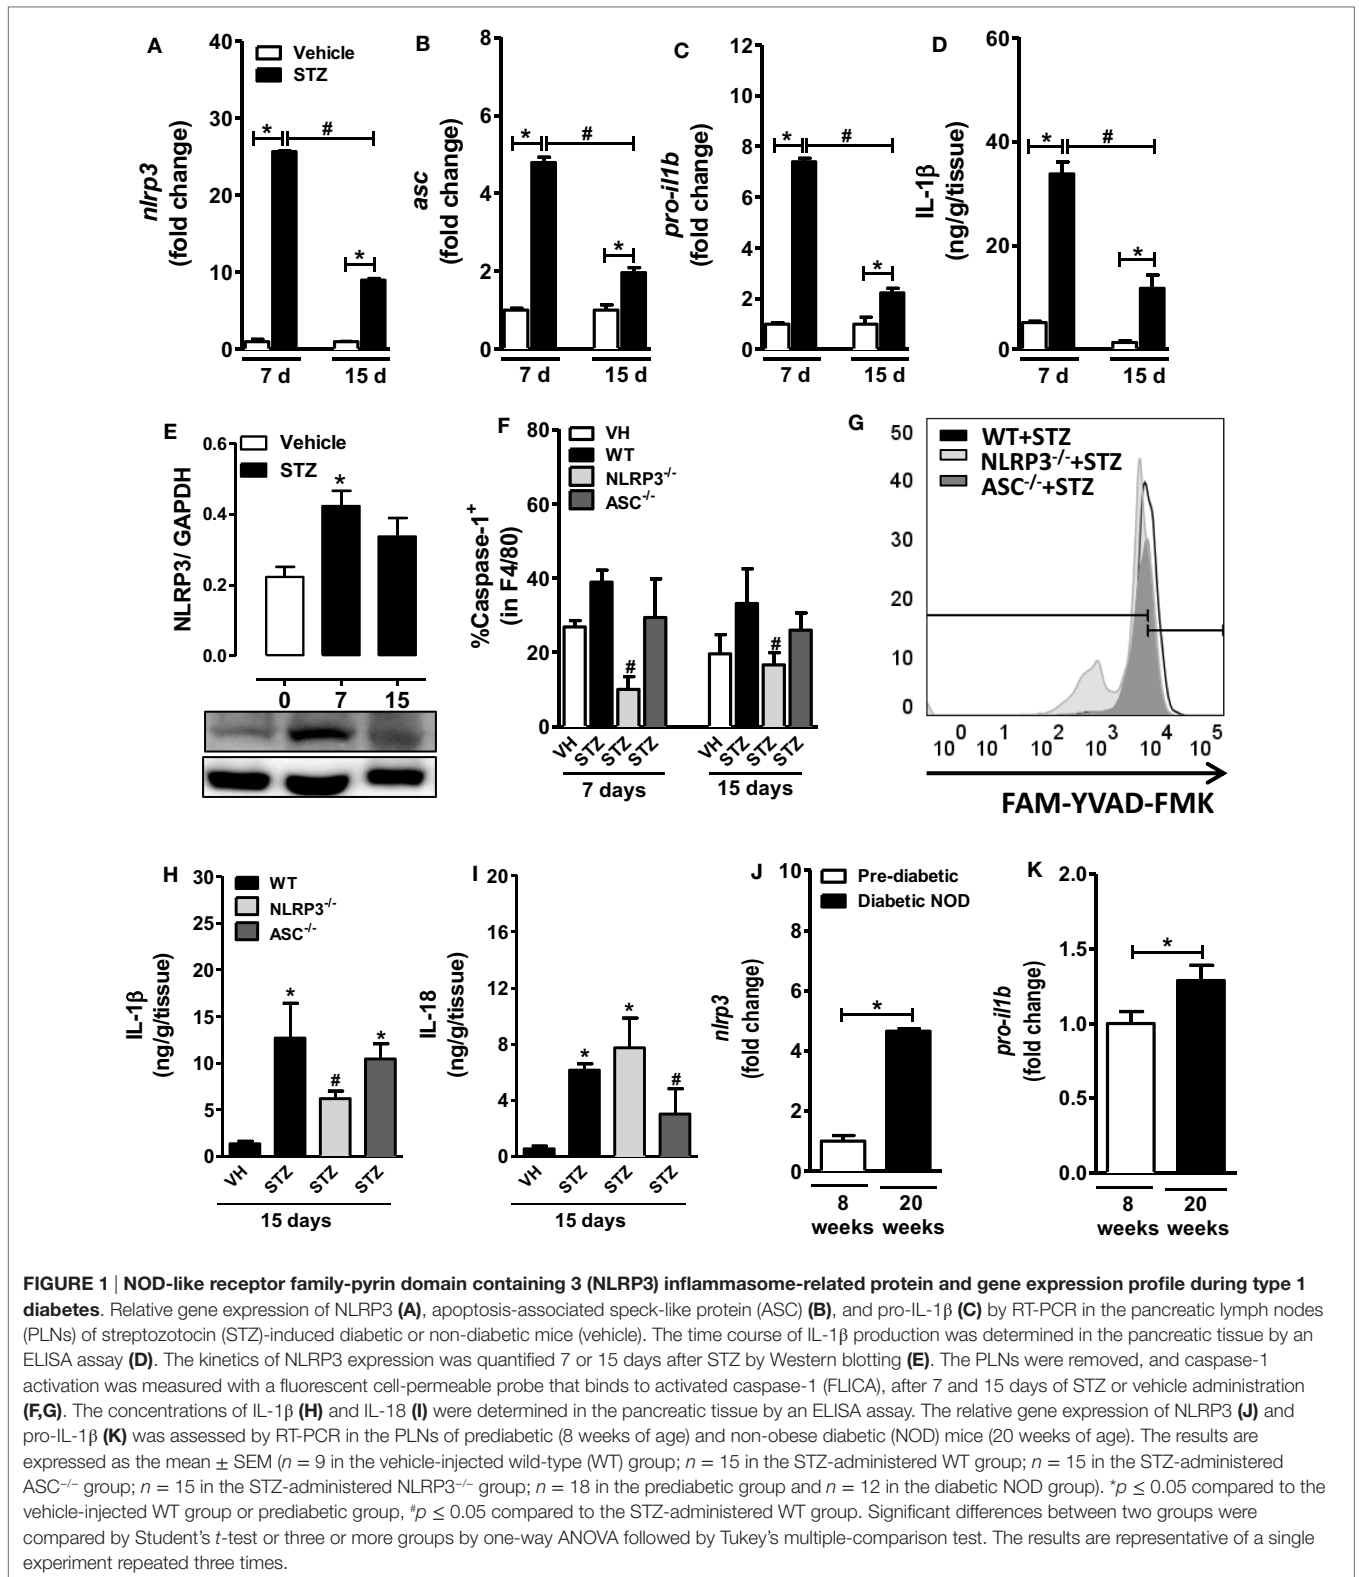 A
40
30
20
10
0
nlrp3
(fold change)
Vehicle
STZ
*
#
*
7 d
15 d
B
8
6
4
2
0
asc
(fold change)
*
#
*
7 d
15 d
C
12
10
8
6
4
2
0
pro-il1b
(fold change)
*
#
*
7 d
15 d
D
60
40
20
0
IL-1β
(ng/g/tissue)
*
#
*
7 d
15 d
E
0.6
0.4
0.2
0.0
NLRP3/ GAPDH
Vehicle
STZ
*
0
7
15
F
80
60
40
20
0
%Caspase-1+
(in F4/80)
VH
WT
NLRP3-/-
ASC-/-
#
#
VH
STZ
STZ
STZ
VH
STZ
STZ
STZ
7 days
15 days
G
50
40
30
20
10
0
WT+STZ
NLRP3-/-+STZ
ASC-/-+STZ
10^0
10^1
10^2
10^3
10^4
10^5
FAM-YVAD-FMK
H
30
25
20
15
10
5
0
IL-1β
(ng/g/tissue)
WT
NLRP3-/-
ASC-/-
*
#
*
VH
STZ
STZ
STZ
15 days
I
20
16
12
8
4
0
IL-18
(ng/g/tissue)
*
*
#
VH
STZ
STZ
STZ
15 days
J
10
8
6
4
2
0
nlrp3
(fold change)
Pre-diabetic
Diabetic NOD
*
8
weeks
20
weeks
K
2.0
1.5
1.0
0.5
0.0
pro-il1b
(fold change)
*
8
weeks
20
weeks
FIGURE 1 | NOD-like receptor family-pyrin domain containing 3 (NLRP3) inflammasome-related protein and gene expression profile during type 1
diabetes. Relative gene expression of NLRP3 (A), apoptosis-associated speck-like protein (ASC) (B), and pro-IL-1β (C) by RT-PCR in the pancreatic lymph nodes
(PLNs) of streptozotocin (STZ)-induced diabetic or non-diabetic mice (vehicle). The time course of IL-1β production was determined in the pancreatic tissue by an
ELISA assay (D). The kinetics of NLRP3 expression was quantified 7 or 15 days after STZ by Western blotting (E). The PLNs were removed, and caspase-1
activation was measured with a fluorescent cell-permeable probe that binds to activated caspase-1 (FLICA), after 7 and 15 days of STZ or vehicle administration
(F,G). The concentrations of IL-1β (H) and IL-18 (I) were determined in the pancreatic tissue by an ELISA assay. The relative gene expression of NLRP3 (J) and
pro-IL-1β (K) was assessed by RT-PCR in the PLNs of prediabetic (8 weeks of age) and non-obese diabetic (NOD) mice (20 weeks of age). The results are
expressed as the mean ± SEM (n = 9 in the vehicle-injected wild-type (WT) group; n = 15 in the STZ-administered WT group; n = 15 in the STZ-administered
ASC−/− group; n = 15 in the STZ-administered NLRP3−/− group; n = 18 in the prediabetic group and n = 12 in the diabetic NOD group). *p ≤ 0.05 compared to the
vehicle-injected WT group or prediabetic group, #p ≤ 0.05 compared to the STZ-administered WT group. Significant differences between two groups were
compared by Student's t-test or three or more groups by one-way ANOVA followed by Tukey's multiple-comparison test. The results are representative of a single
experiment repeated three times.